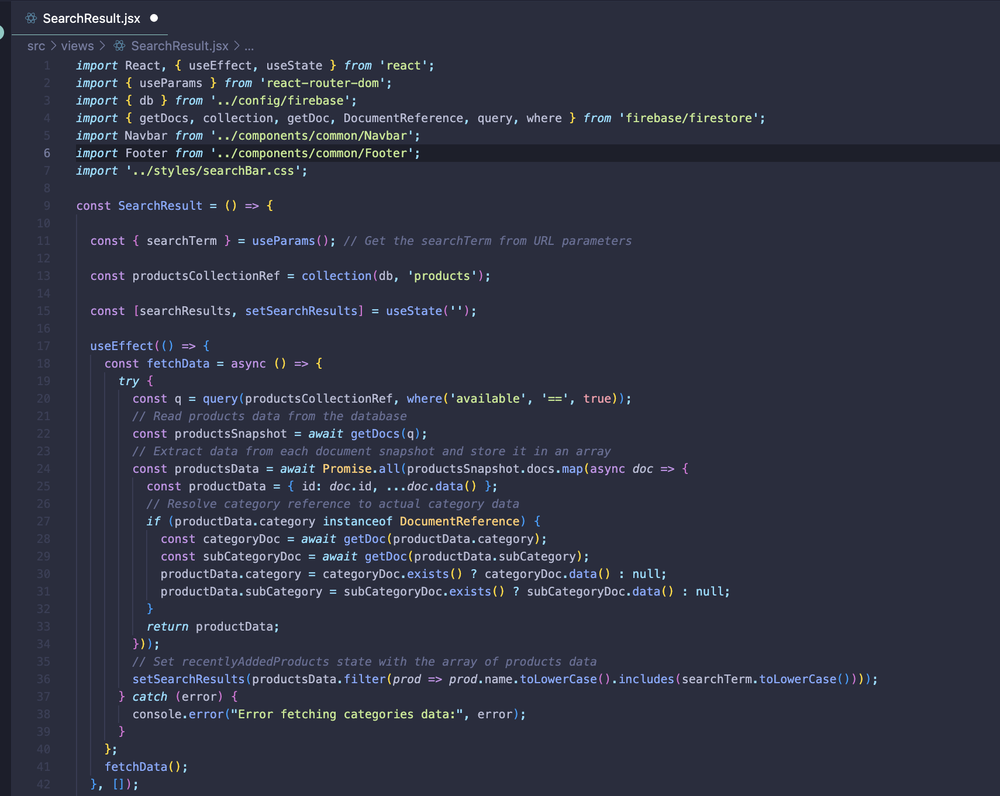 SearchResult.jsx
src > views > SearchResult.jsx > ...
1 import React, { useEffect, useState } from 'react';
2 import { useParams } from 'react-router-dom';
3 import { db } from '../config/firebase';
4 import { getDocs, collection, getDoc, DocumentReference, query, where } from 'firebase/firestore';
5 import Navbar from '../components/common/Navbar';
6 import Footer from '../components/common/Footer';
7 import '../styles/searchBar.css';
8
9 const SearchResult = () => {
10
11 const { searchTerm } = useParams(); // Get the searchTerm from URL parameters
12
13 const productsCollectionRef = collection(db, 'products');
14
15 const [searchResults, setSearchResults] = useState('');
16
17 useEffect(() => {
18 const fetchData = async () => {
19 try {
20 const q = query(productsCollectionRef, where('available', '==', true));
21 // Read products data from the database
22 const productsSnapshot = await getDocs(q);
23 // Extract data from each document snapshot and store it in an array
24 const productsData = await Promise.all(productsSnapshot.docs.map(async doc => {
25 const productData = { id: doc.id, ...doc.data() };
26 // Resolve category reference to actual category data
27 if (productData.category instanceof DocumentReference) {
28 const categoryDoc = await getDoc(productData.category);
29 const subCategoryDoc = await getDoc(productData.subCategory);
30 productData.category = categoryDoc.exists() ? categoryDoc.data() : null;
31 productData.subCategory = subCategoryDoc.exists() ? subCategoryDoc.data() : null;
32 }
33 return productData;
34 }));
35 // Set recentlyAddedProducts state with the array of products data
36 setSearchResults(productsData.filter(prod => prod.name.toLowerCase().includes(searchTerm.toLowerCase())));
37 } catch (error) {
38 console.error("Error fetching categories data:", error);
39 }
40 };
41 fetchData();
42 }, []);